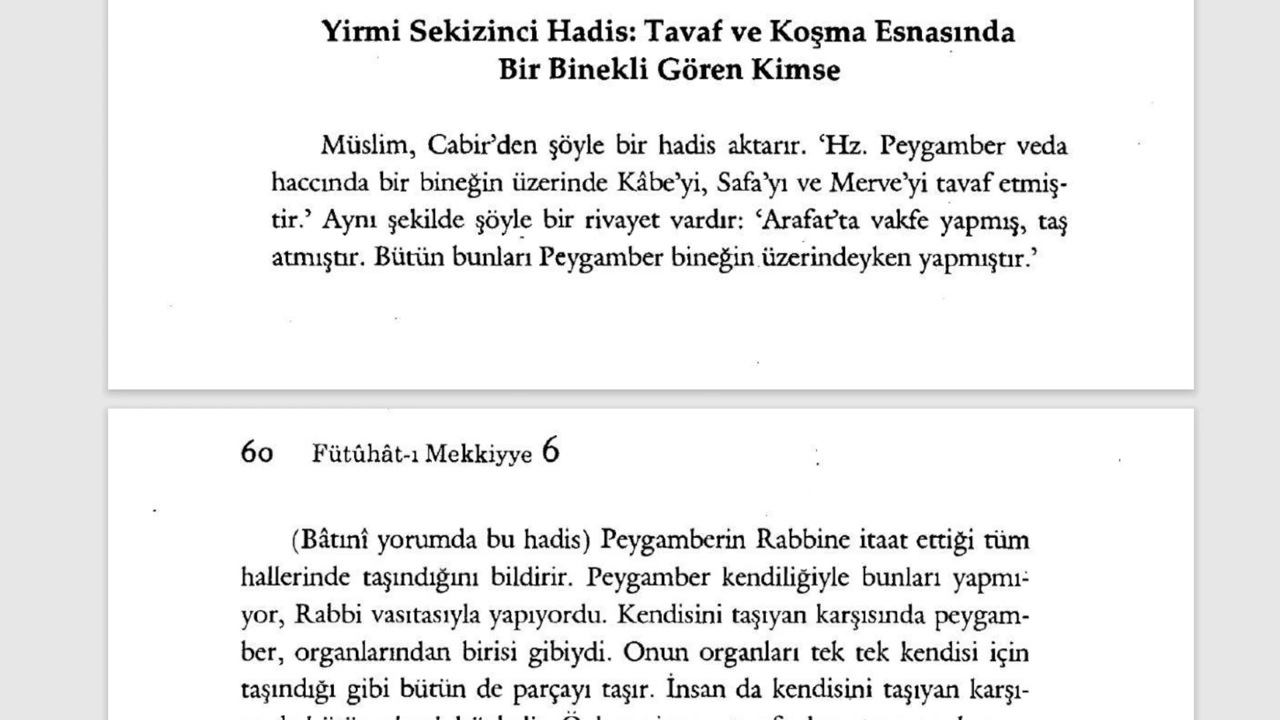 Yirmi Sekizinci Hadis: Tavaf ve Koşma Esnasında
Bir Binekli Gören Kimse
Müslim, Cabir'den şöyle bir hadis aktarır. 'Hz. Peygamber veda
haccında bir bineğin üzerinde Kâbe'yi, Safa'yı ve Merve'yi tavaf etmiş-
tir.' Aynı şekilde şöyle bir rivayet vardır: 'Arafat'ta vakfe yapmış, taş
atmıştır. Bütün bunları Peygamber bineğin üzerindeyken yapmıştır.'
60 Fütûhât-ı Mekkiyye 6
(Bâtınî yorumda bu hadis) Peygamberin Rabbine itaat ettiği tüm
hallerinde taşındığını bildirir. Peygamber kendiliğiyle bunları yapmı-
yor, Rabbi vasıtasıyla yapıyordu. Kendisini taşıyan karşısında peygam-
ber, organlarından birisi gibiydi. Onun organları tek tek kendisi için
taşındığı gibi bütün de parçayı taşır. İnsan da kendisini taşıyan karşı-